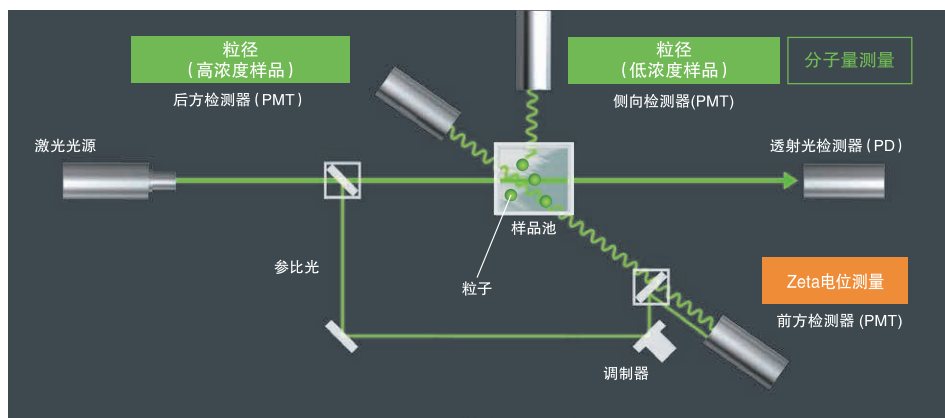 粒径
(高浓度样品)
后方检测器(PMT)
粒径
(低浓度样品)
侧向检测器(PMT)
分子量测量
激光光源
透射光检测器(PD)
样品池
参比光
粒子
Zeta电位测量
前方检测器(PMT)
调制器